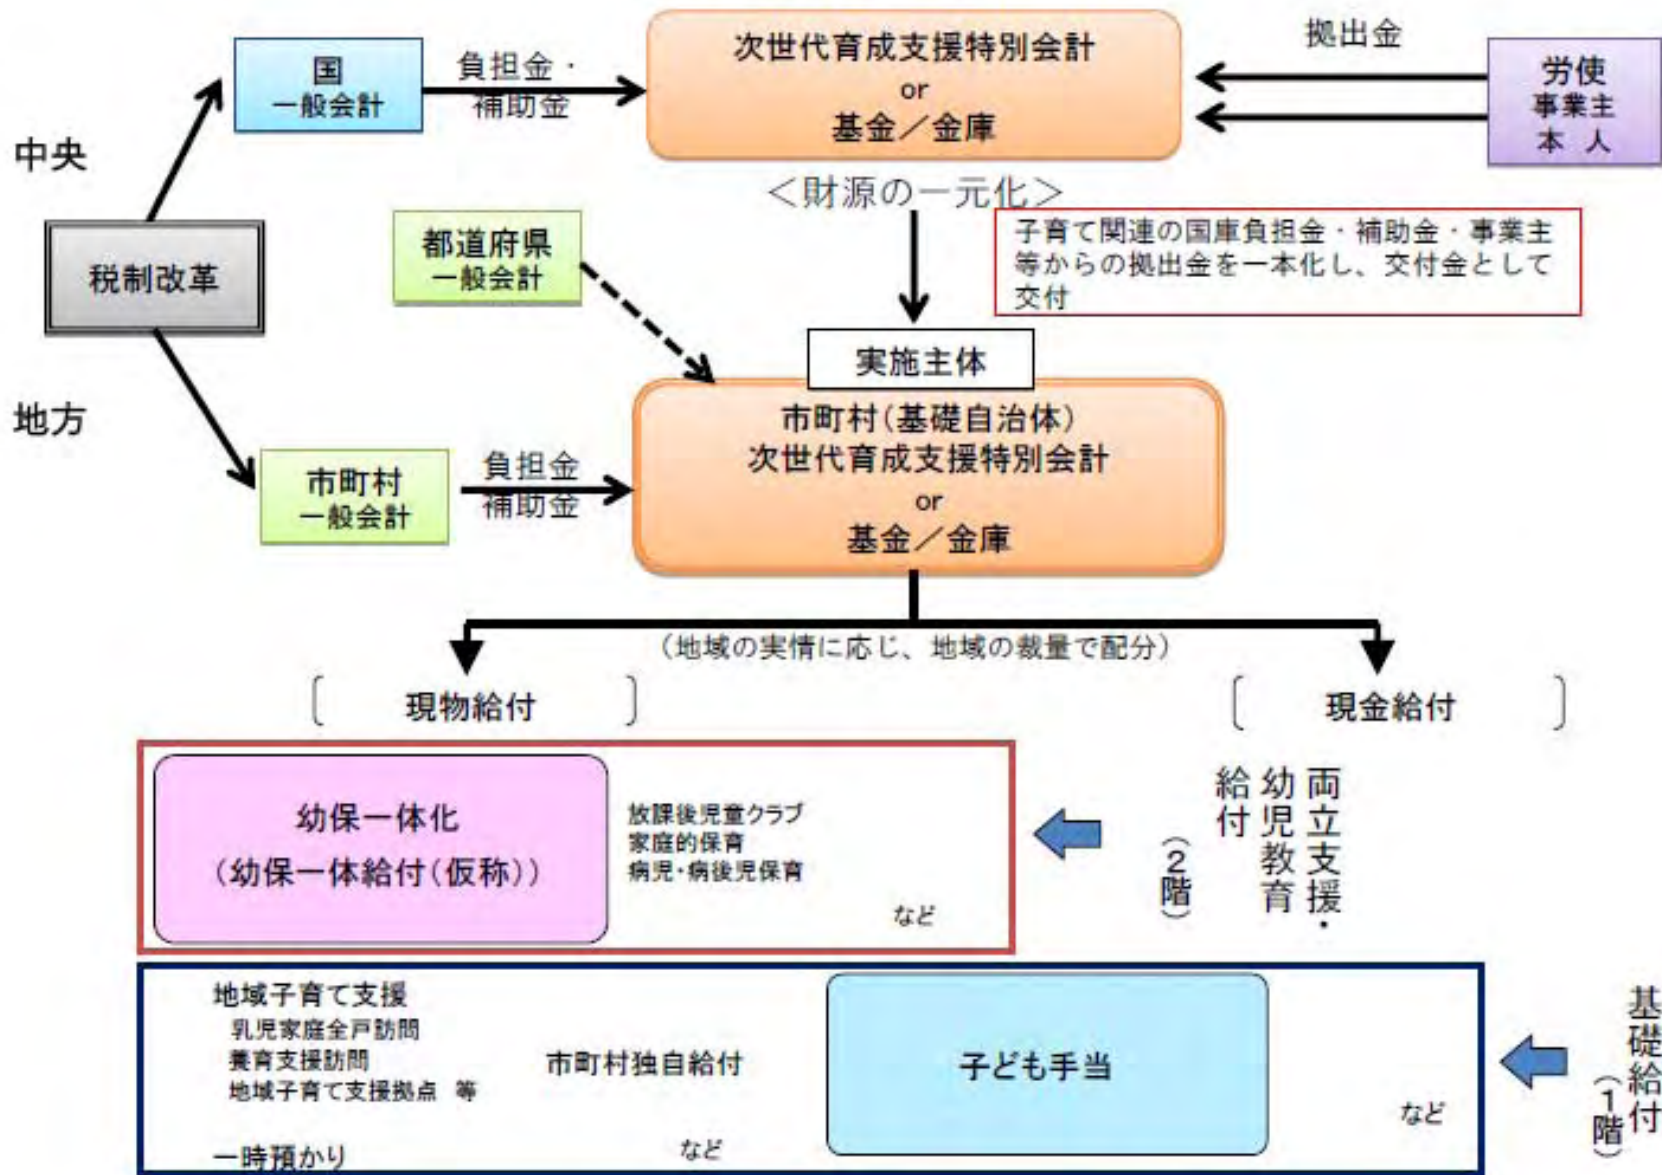 中央
国
一般会計
負担金・
補助金
次世代育成支援特別会計
or
基金／金庫
拠出金
労使
事業主
本 人
＜財源の一元化＞
税制改革
都道府県
一般会計
子育て関連の国庫負担金・補助金・事業主
等からの拠出金を一本化し、交付金として
交付
実施主体
地方
市町村
一般会計
負担金
補助金
市町村（基礎自治体）
次世代育成支援特別会計
or
基金／金庫
（地域の実情に応じ、地域の裁量で配分）
〔 現物給付 〕
〔 現金給付 〕
幼保一体化
（幼保一体給付（仮称））
放課後児童クラブ
家庭的保育
病児・病後児保育
など
両立支援・
幼児教育
給付
（２階）
地域子育て支援
乳児家庭全戸訪問
養育支援訪問
地域子育て支援拠点 等
一時預かり
市町村独自給付
など
子ども手当
など
基礎給付
（１階）